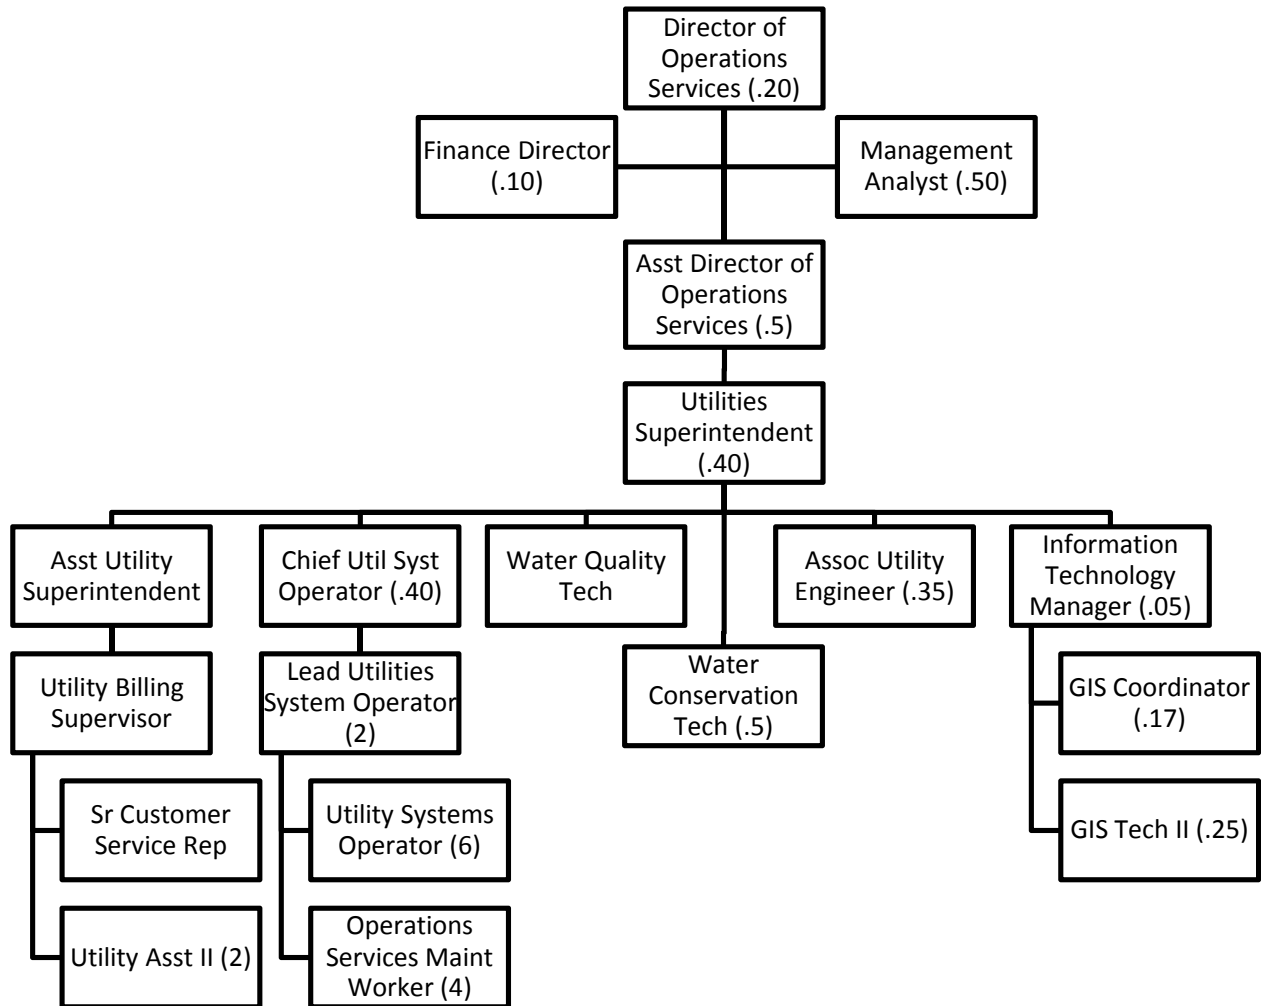 Director of
Operations
Services (.20)
Finance Director
(.10)
Management
Analyst (.50)
Asst Director of
Operations
Services (.5)
Utilities
Superintendent
(.40)
Asst Utility
Superintendent
Chief Util Syst
Operator (.40)
Water Quality
Tech
Assoc Utility
Engineer (.35)
Information
Technology
Manager (.05)
Utility Billing
Supervisor
Lead Utilities
System Operator
(2)
Water
Conservation
Tech (.5)
GIS Coordinator
(.17)
Sr Customer
Service Rep
Utility Systems
Operator (6)
GIS Tech II (.25)
Utility Asst II (2)
Operations
Services Maint
Worker (4)